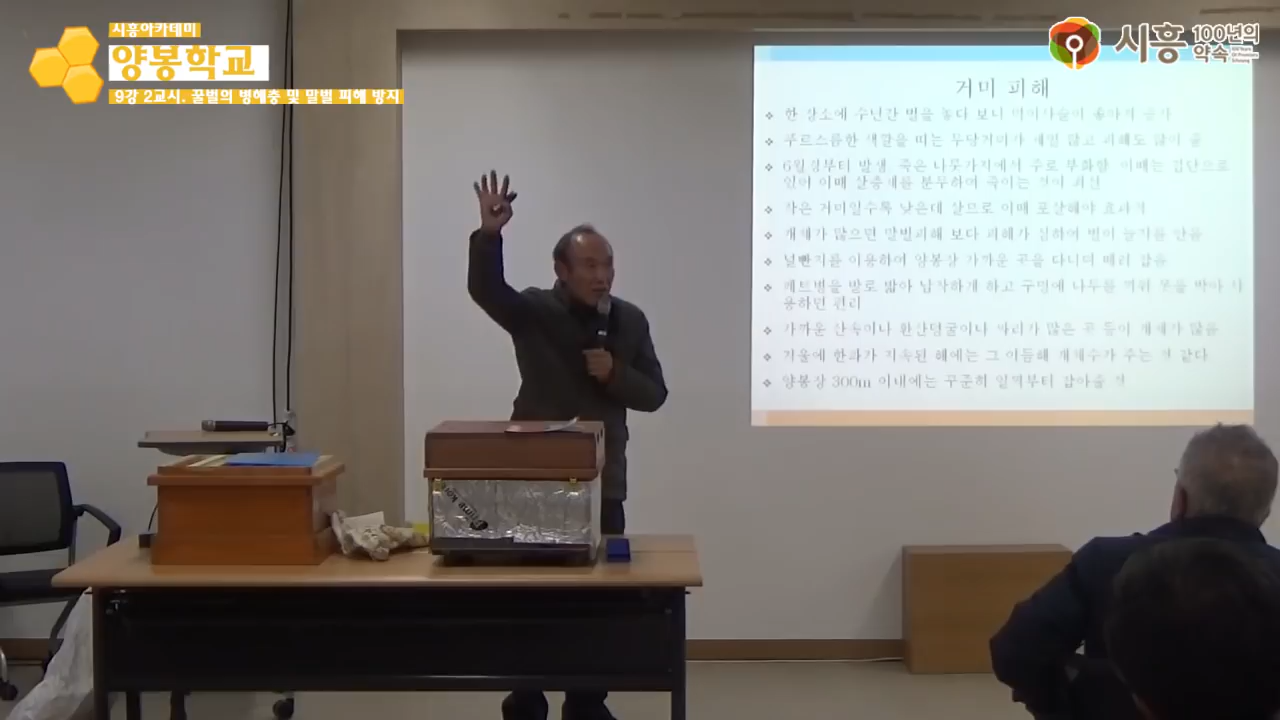 시흥아카데미
양봉학교
9강 2교시. 꿀벌의 병해충 및 말벌 피해 방지
시흥 100년의 약속
거미 피해
한 장소에 수년간 벌을 놓다 보니 먹이사슬이
푸르스름한 색깔을 띠는 무당거미가 제일 많고 피해도 많이 줌
6월경부터 발생 죽은 나뭇가지에서 주로 부화함 이때는 집단으로
있어 이때 살충제를 분무하여 죽이는 것이 최선
작은 거미일수록 낮은데 살므로 이때 포살해야 효과적
개체가 많으면 말벌피해 보다 피해가 심하여 벌이 늘지를 않음
널빤지를 이용하여 양봉장 가까운 곳을 다니며 때려 잡음
페트병을 발로 밟아 납작하게 하고 구멍에 나무를 끼워 못을 박아 사
용하면 편리
가까운 산속이나 환삼덩굴이나 싸리가 많은 곳 등이 개체가 많음
겨울에 한파가 지속된 해에는 그 이듬해 개체수가 주는 것 같다
양봉장 300m 이내에는 꾸준히 일찍부터 잡아줄 것